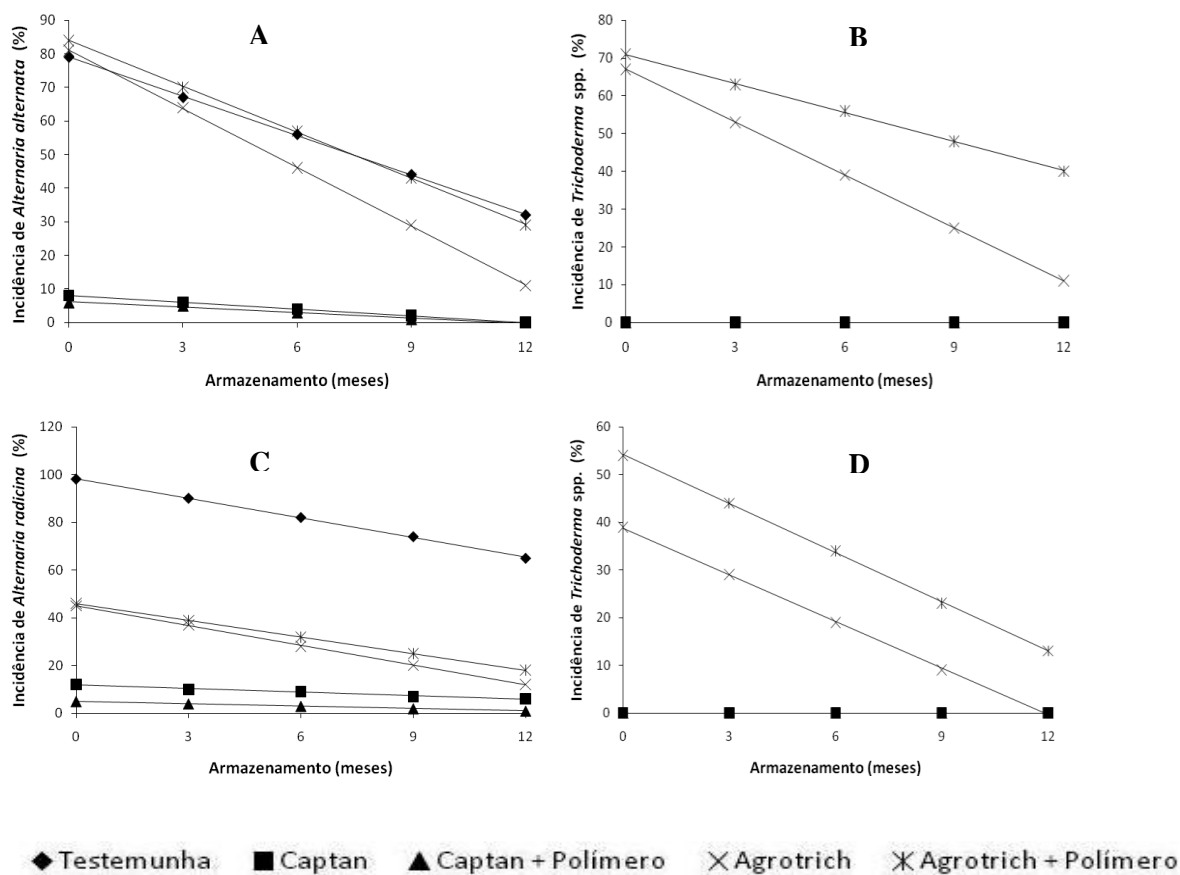 A
Incidência de Alternaria alternata (%)
90
80
70
60
50
40
30
20
10
0
0 3 6 9 12
Armazenamento (meses)
B
Incidência de Trichoderma spp. (%)
80
70
60
50
40
30
20
10
0
0 3 6 9 12
Armazenamento (meses)
C
Incidência de Alternaria radicina (%)
120
100
80
60
40
20
0
0 3 6 9 12
Armazenamento (meses)
D
Incidência de Trichoderma spp. (%)
60
50
40
30
20
10
0
0 3 6 9 12
Armazenamento (meses)
Testemunha Captan Captan + Polímero Agrotrich Agrotrich + Polímero